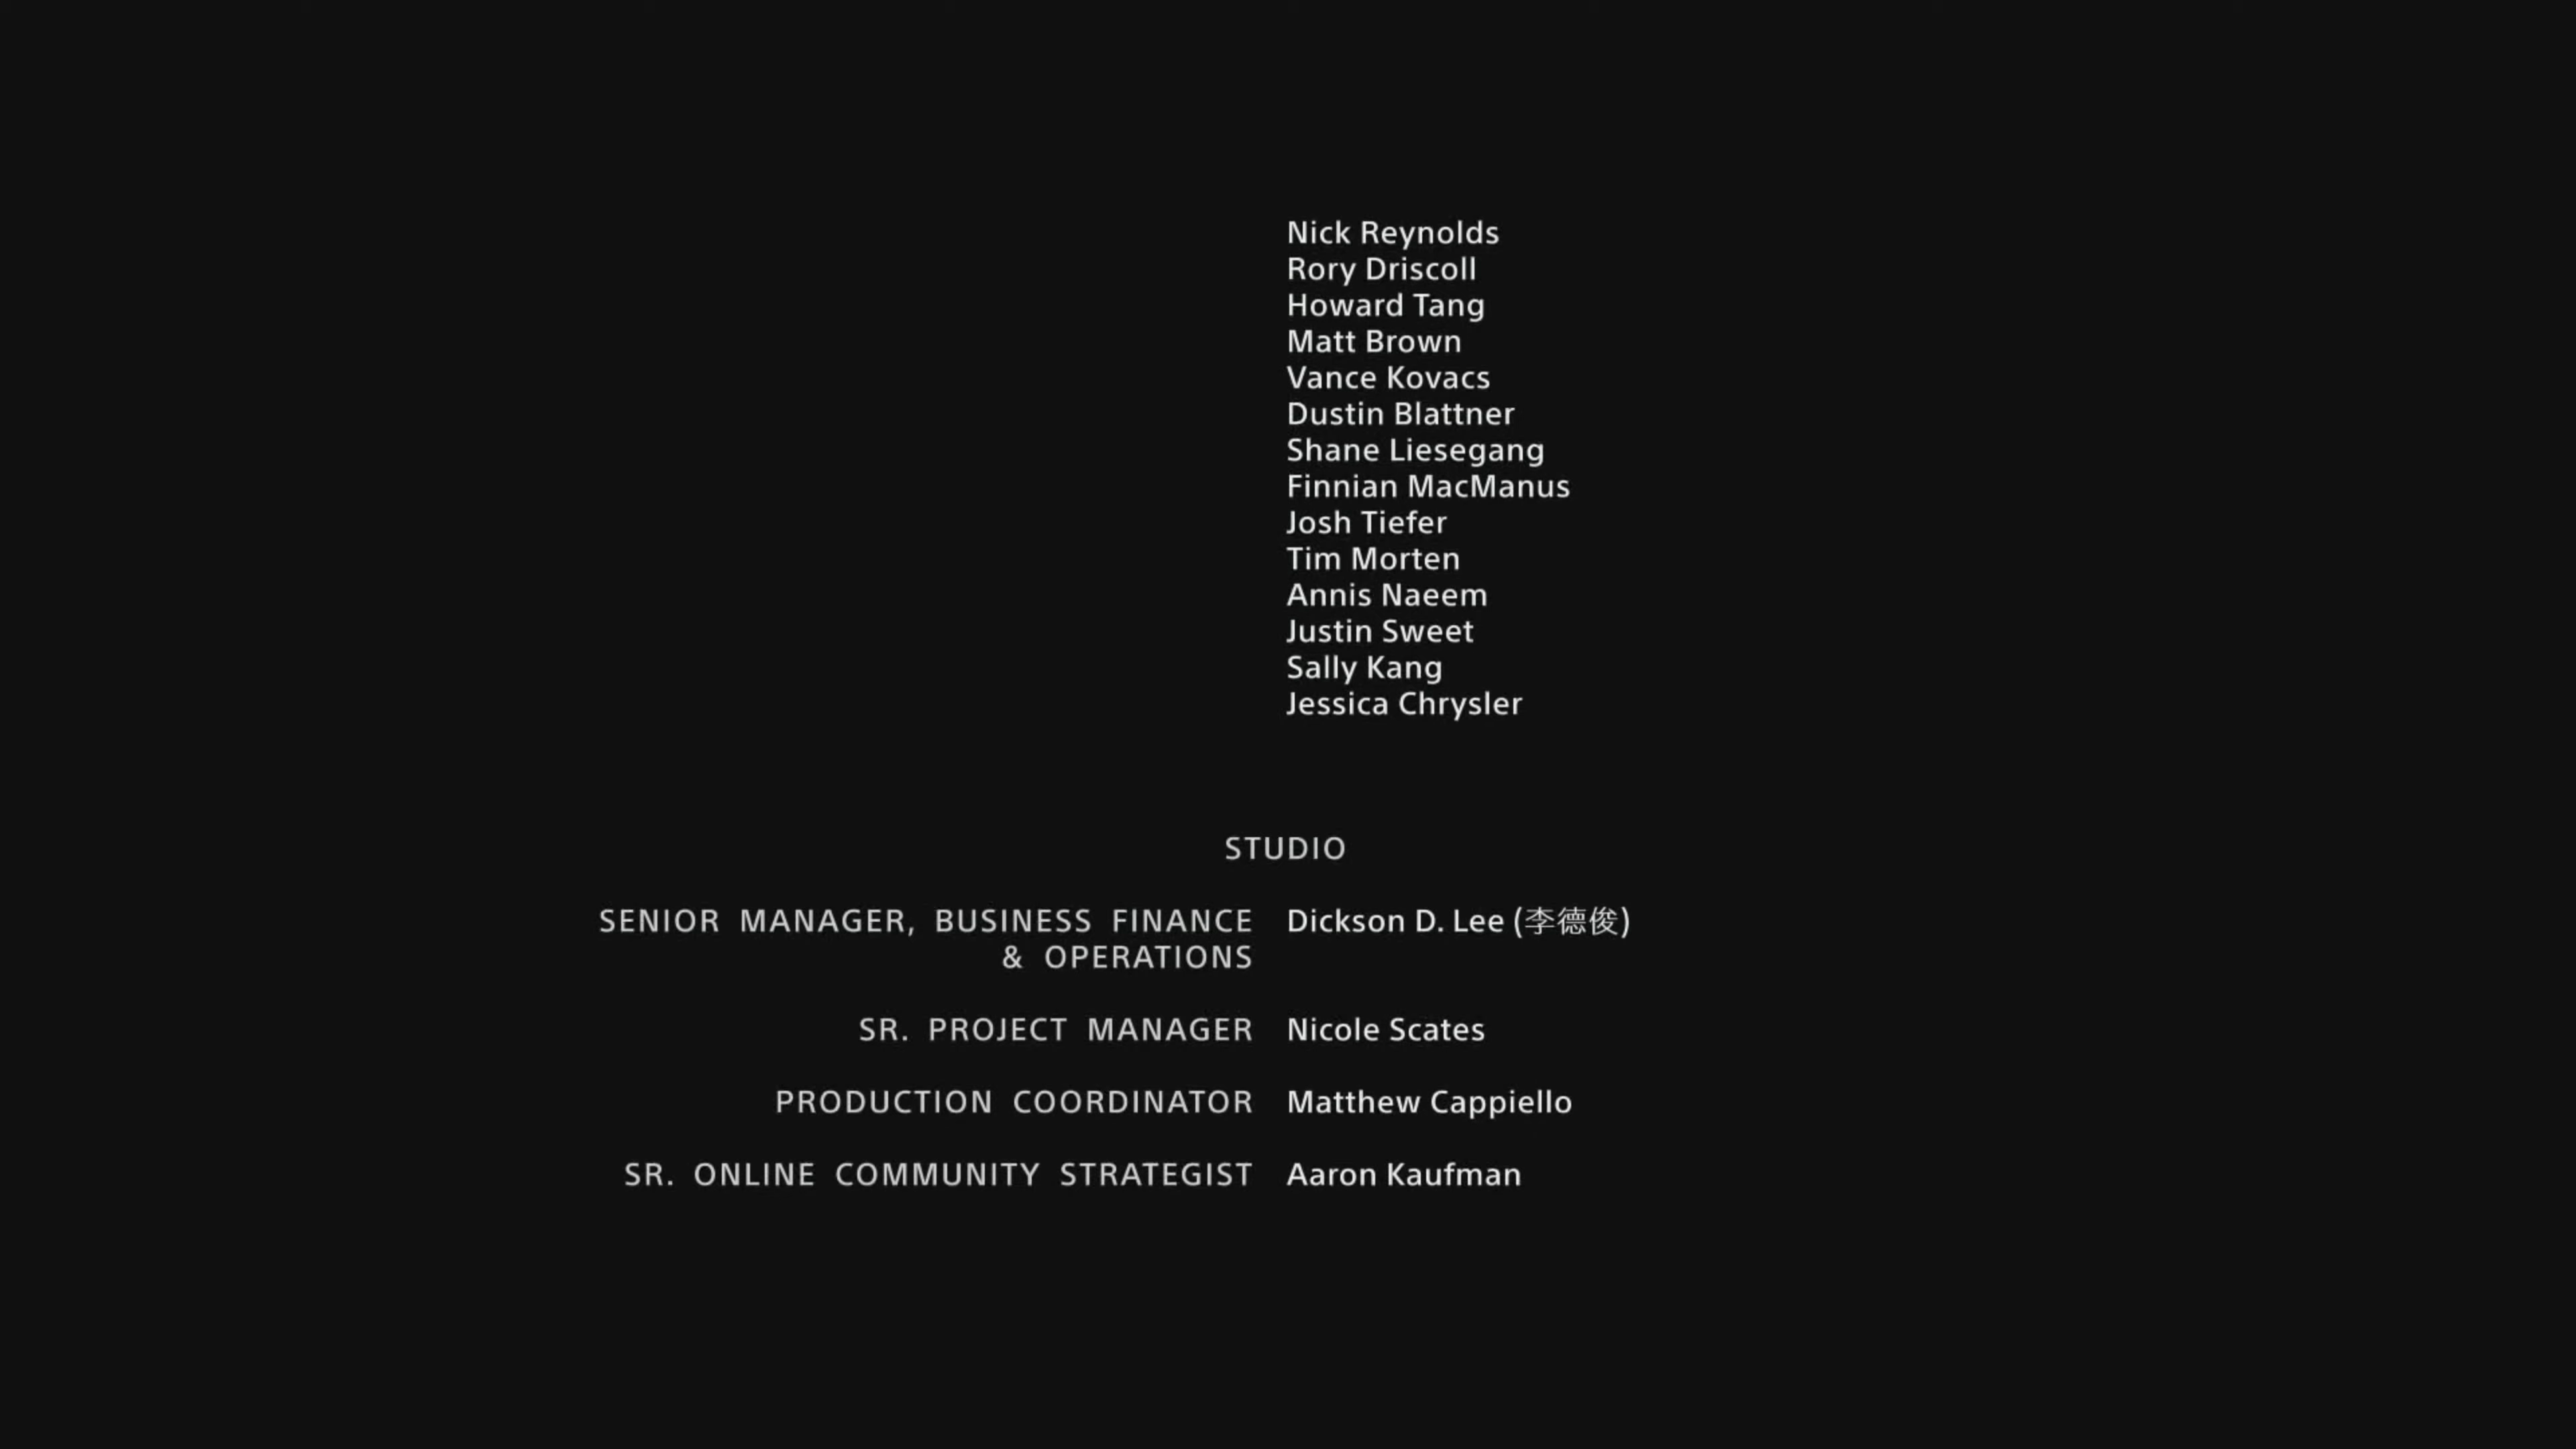 Nick Reynolds
Rory Driscoll
Howard Tang
Matt Brown
Vance Kovacs
Dustin Blattner
Shane Liesegang
Finnian MacManus
Josh Tiefer
Tim Morten
Annis Naeem
Justin Sweet
Sally Kang
Jessica Chrysler
STUDIO
SENIOR MANAGER, BUSINESS FINANCE Dickson D. Lee (李德俊)
& OPERATIONS
SR. PROJECT MANAGER Nicole Scates
PRODUCTION COORDINATOR Matthew Cappiello
SR. ONLINE COMMUNITY STRATEGIST Aaron Kaufman